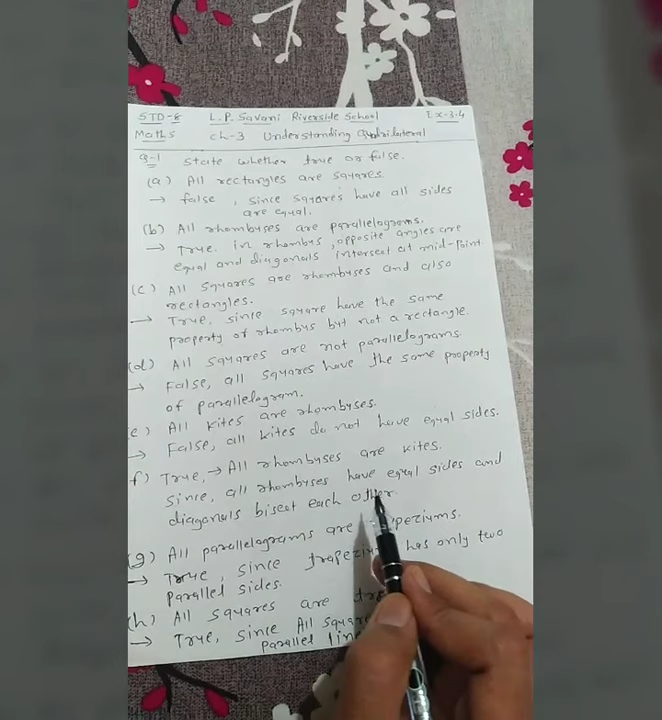 STD-8 L.P. Savani Riverside School Ex-3.4
Maths Ch-3 Understanding Quadrilateral
Q-1 State whether true or false.
(a) All rectangles are squares.
→ false, since squares have all sides
are equal.
(b) All rhombuses are parallelograms.
→ True. in rhombus, opposite angles are
equal and diagonals intersect at mid-point.
(c) All squares are rhombuses and also
rectangles.
→ True, since square have the same
property of rhombus but not a rectangle.
(d) All squares are not parallelograms.
→ False, all squares have the same property
of parallelogram.
(e) All kites are rhombuses.
→ False, all kites do not have equal sides.
f) True, → All rhombuses are kites.
Since, all rhombuses have equal sides and
diagonals bisect each other.
(g) All parallelograms are
→ True, since trapezium has only two
parallel sides.
(h) All squares are
→ True, since All
parallel